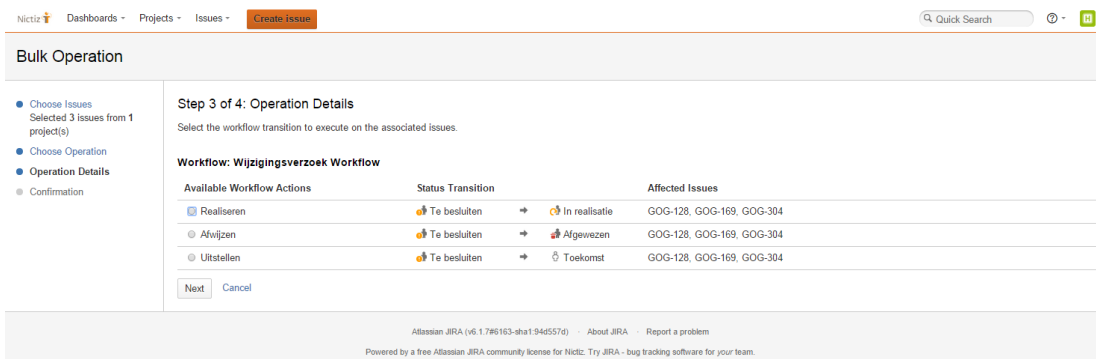 Nictiz Dashboards Projects Issues Create issue Quick Search
Bulk Operation
Choose Issues
Selected 3 issues from 1
project(s)
Choose Operation
Operation Details
Confirmation
Step 3 of 4: Operation Details
Select the workflow transition to execute on the associated issues.
Workflow: Wijzigingsverzoek Workflow
Available Workflow Actions Status Transition Affected Issues
Realiseren Te besluiten In realisatie GOG-128, GOG-169, GOG-304
Afwijzen Te besluiten Afgewezen GOG-128, GOG-169, GOG-304
Uitstellen Te besluiten Toekomst GOG-128, GOG-169, GOG-304
Next Cancel
Atlassian JIRA (v6.1.7#6163-sha1:94d557d) · About JIRA · Report a problem
Powered by a free Atlassian JIRA community license for Nictiz. Try JIRA - bug tracking software for your team.